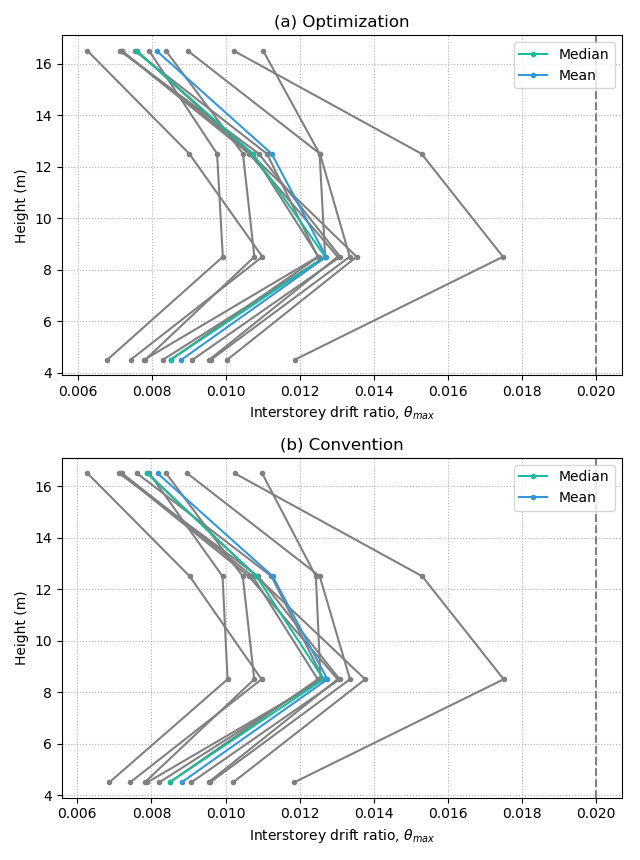 (a) Optimization
16
14
12
10
8
6
4
Height (m)
Median
Mean
0.006 0.008 0.010 0.012 0.014 0.016 0.018 0.020
Interstorey drift ratio, θmax
(b) Convention
16
14
12
10
8
6
4
Height (m)
Median
Mean
0.006 0.008 0.010 0.012 0.014 0.016 0.018 0.020
Interstorey drift ratio, θmax